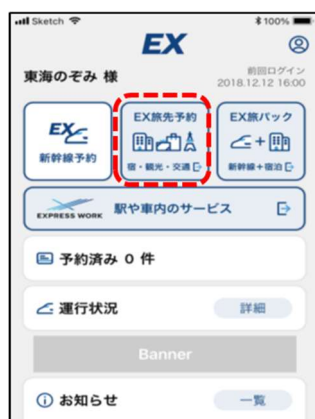 Sketch 100%
EX
東海のぞみ 様
前回ログイン
2018.12.12 16:00
EX
新幹線予約
EX旅先予約
宿・観光・交通
EX旅パック
新幹線+宿泊
EXPRESS WORK 駅や車内のサービス
予約済み 0 件
運行状況 詳細
Banner
お知らせ 一覧